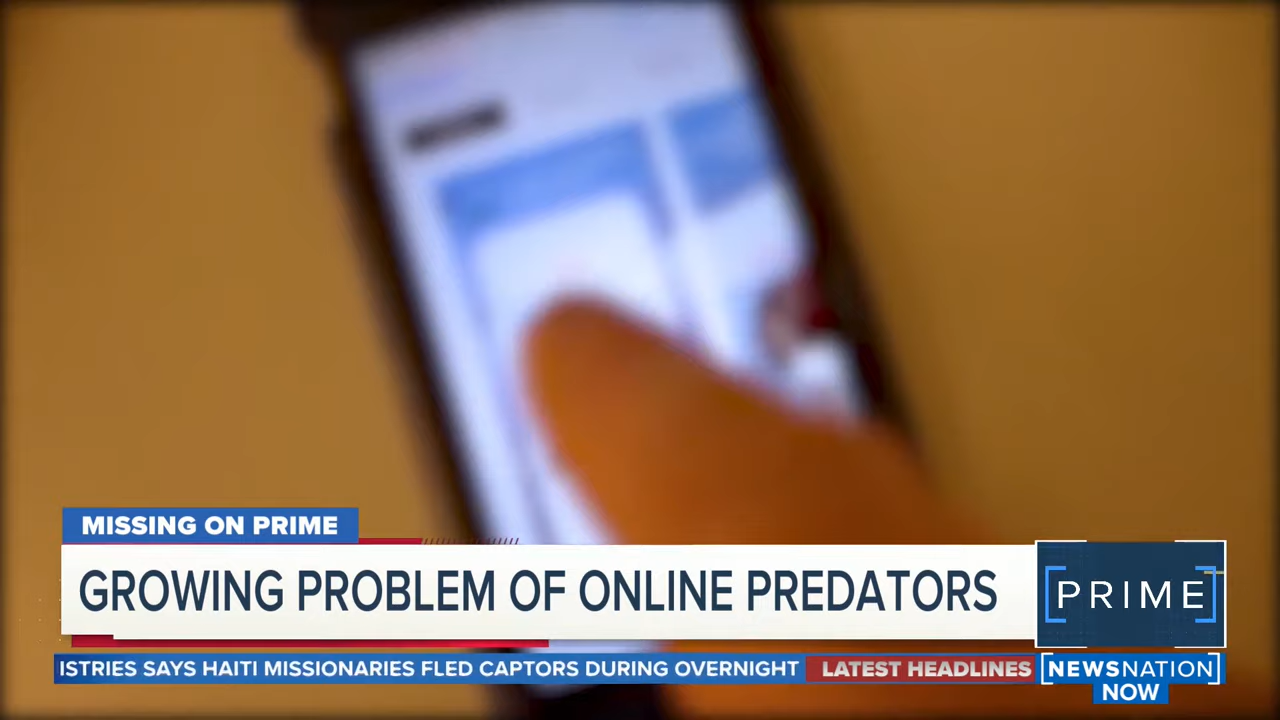 MISSING ON PRIME
GROWING PROBLEM OF ONLINE PREDATORS
PRIME
ISTRIES SAYS HAITI MISSIONARIES FLED CAPTORS DURING OVERNIGHT
LATEST HEADLINES
NEWSNATION
NOW